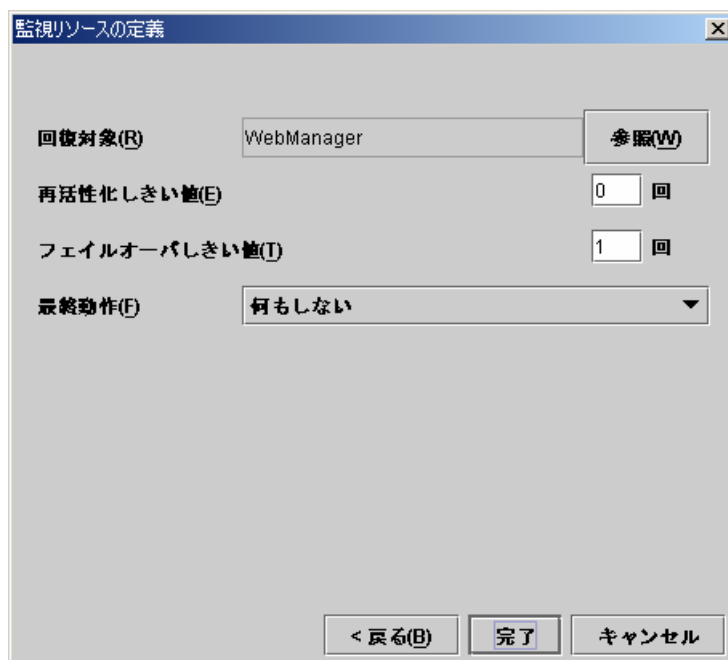 監視リソースの定義
回復対象(R) WebManager 参照(W)
再活性化しきい値(E) 0 回
フェイルオーバしきい値(T) 1 回
最終動作(F) 何もしない
< 戻る(B) 完了 キャンセル